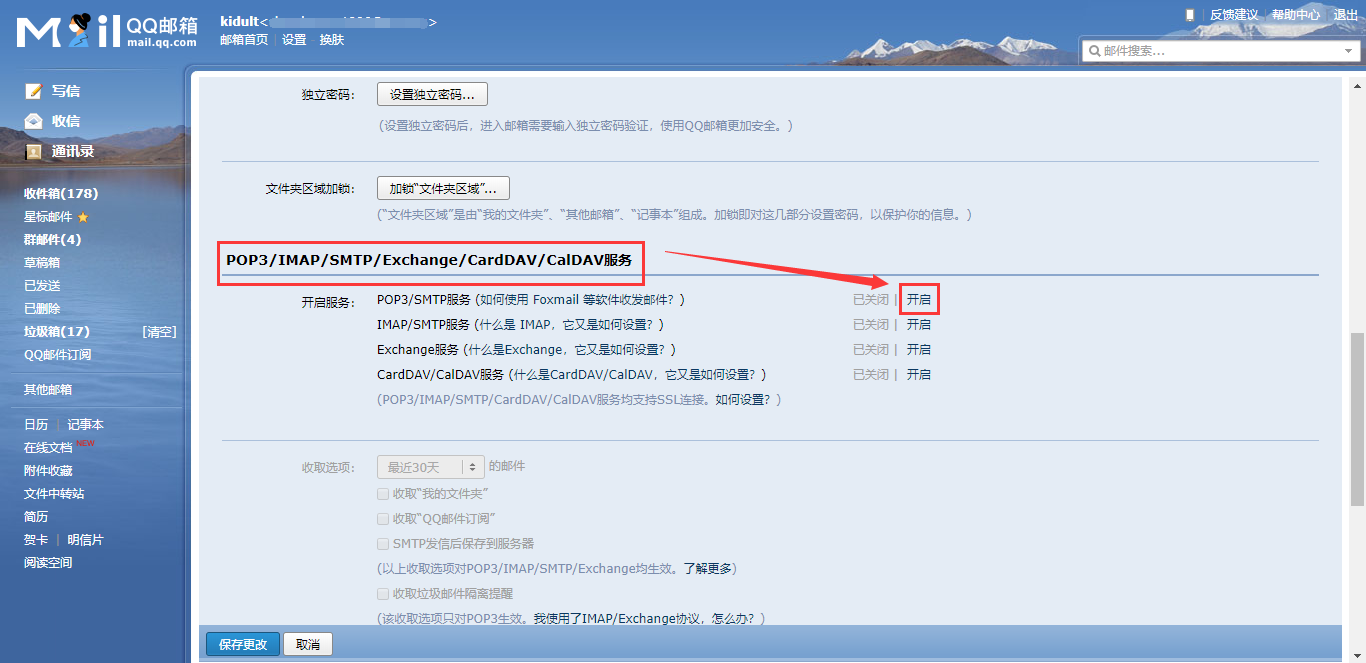 Mail QQ邮箱
mail.qq.com
kidult< >
邮箱首页 | 设置 - 换肤
反馈建议 | 帮助中心 | 退出
邮件搜索...
写信
收信
通讯录
收件箱(178)
星标邮件
群邮件(4)
草稿箱
已发送
已删除
垃圾箱(17) [清空]
QQ邮件订阅
其他邮箱
日历 | 记事本
在线文档 NEW
附件收藏
文件中转站
简历
贺卡 | 明信片
阅读空间
独立密码： 设置独立密码...
(设置独立密码后，进入邮箱需要输入独立密码验证，使用QQ邮箱更加安全。)
文件夹区域加锁： 加锁“文件夹区域”...
(“文件夹区域”是由“我的文件夹”、“其他邮箱”、“记事本”组成。加锁即对这几部分设置密码，以保护你的信息。)
POP3/IMAP/SMTP/Exchange/CardDAV/CalDAV服务
开启服务： POP3/SMTP服务 (如何使用 Foxmail 等软件收发邮件？) 已关闭 | 开启
IMAP/SMTP服务 (什么是 IMAP，它又是如何设置？) 已关闭 | 开启
Exchange服务 (什么是Exchange，它又是如何设置？) 已关闭 | 开启
CardDAV/CalDAV服务 (什么是CardDAV/CalDAV，它又是如何设置？) 已关闭 | 开启
(POP3/IMAP/SMTP/CardDAV/CalDAV服务均支持SSL连接。如何设置？)
收取选项： 最近30天 的邮件
收取“我的文件夹”
收取“QQ邮件订阅”
SMTP发信后保存到服务器
(以上收取选项对POP3/IMAP/SMTP/Exchange均生效。了解更多)
收取垃圾邮件隔离提醒
(该收取选项只对POP3生效。我使用了IMAP/Exchange协议，怎么办？)
保存更改 取消